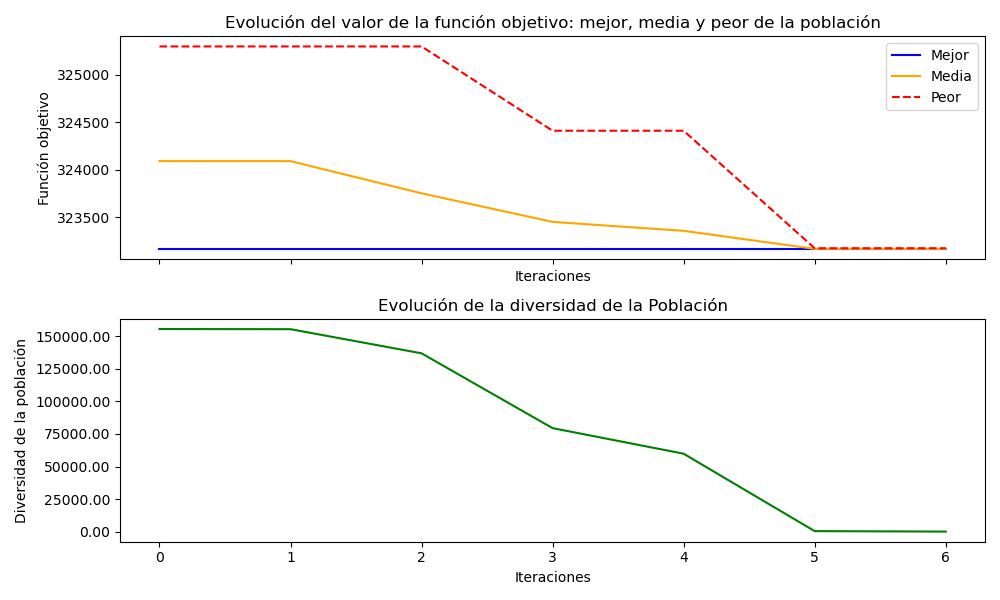 Evolución del valor de la función objetivo: mejor, media y peor de la población
Función objetivo
325000
324500
324000
323500
Mejor
Media
Peor
Iteraciones
Evolución de la diversidad de la Población
Diversidad de la población
150000.00
125000.00
100000.00
75000.00
50000.00
25000.00
0.00
0 1 2 3 4 5 6
Iteraciones